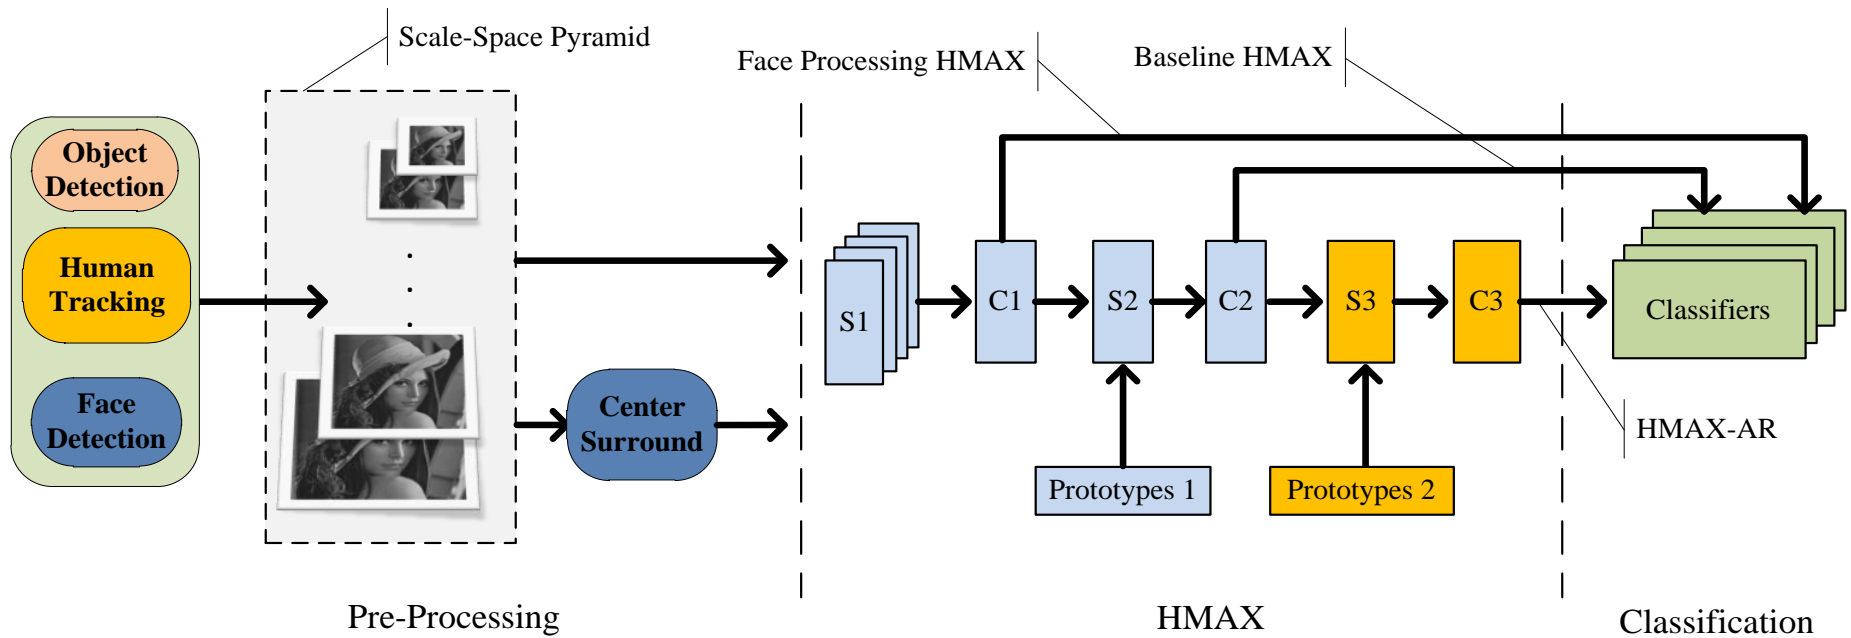 Scale-Space Pyramid
Face Processing HMAX
Baseline HMAX
Object
Detection
Human
Tracking
Face
Detection
Center
Surround
S1
C1
S2
C2
S3
C3
Classifiers
HMAX-AR
Prototypes 1
Prototypes 2
Pre-Processing
HMAX
Classification